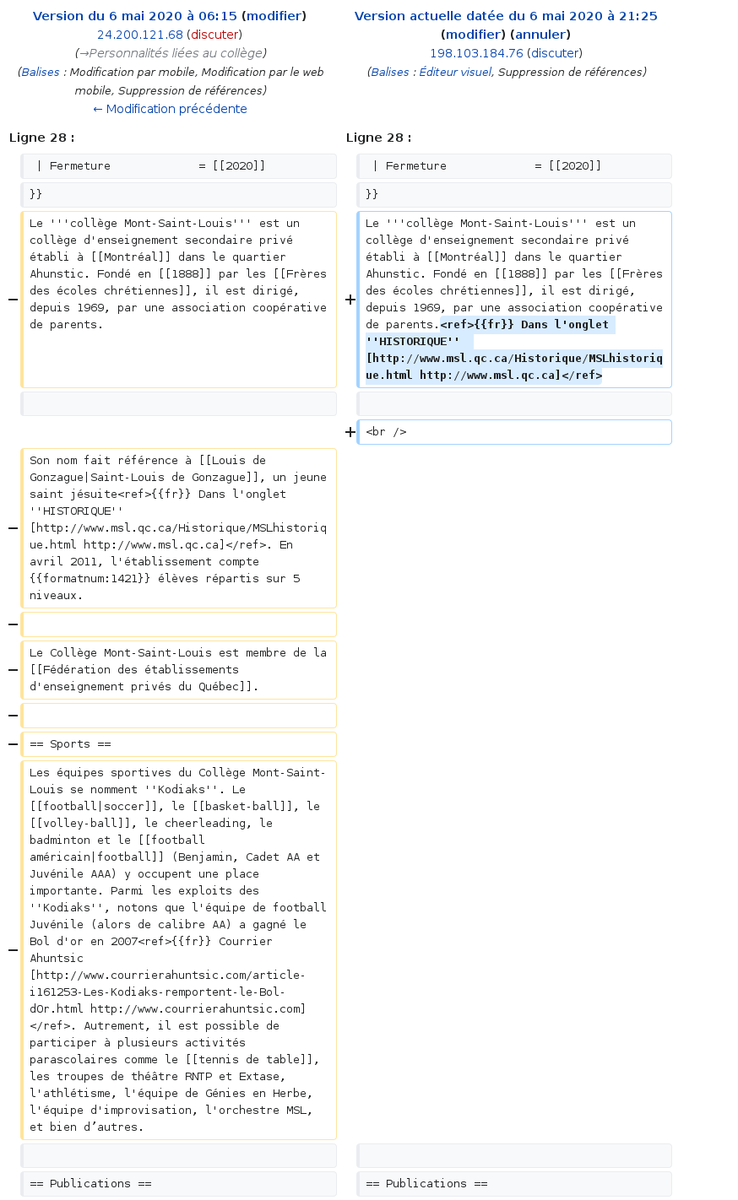 Version du 6 mai 2020 à 06:15 (modifier)
24.200.121.68 (discuter)
(→Personnalités liées au collège)
(Balises : Modification par mobile, Modification par le web
mobile, Suppression de références)
← Modification précédente
Version actuelle datée du 6 mai 2020 à 21:25
(modifier) (annuler)
198.103.184.76 (discuter)
(Balises : Éditeur visuel, Suppression de références)
Ligne 28 :
Ligne 28 :
| Fermeture = [[2020]]
| Fermeture = [[2020]]
}}
}}
−
Le '''collège Mont-Saint-Louis''' est un
collège d'enseignement secondaire privé
établi à [[Montréal]] dans le quartier
Ahunstic. Fondé en [[1888]] par les [[Frères
des écoles chrétiennes]], il est dirigé,
depuis 1969, par une association coopérative
de parents.
+
Le '''collège Mont-Saint-Louis''' est un
collège d'enseignement secondaire privé
établi à [[Montréal]] dans le quartier
Ahunstic. Fondé en [[1888]] par les [[Frères
des écoles chrétiennes]], il est dirigé,
depuis 1969, par une association coopérative
de parents.<ref>{{fr}} Dans l'onglet
''HISTORIQUE''
[http://www.msl.qc.ca/Historique/MSLhistoriq
ue.html http://www.msl.qc.ca]</ref>
+
<br />
−
Son nom fait référence à [[Louis de
Gonzague|Saint-Louis de Gonzague]], un jeune
saint jésuite<ref>{{fr}} Dans l'onglet
''HISTORIQUE''
[http://www.msl.qc.ca/Historique/MSLhistoriq
ue.html http://www.msl.qc.ca]</ref>. En
avril 2011, l'établissement compte
{{formatnum:1421}} élèves répartis sur 5
niveaux.
−
−
Le Collège Mont-Saint-Louis est membre de la
[[Fédération des établissements
d'enseignement privés du Québec]].
−
−
== Sports ==
−
Les équipes sportives du Collège Mont-Saint-
Louis se nomment ''Kodiaks''. Le
[[football|soccer]], le [[basket-ball]], le
[[volley-ball]], le cheerleading, le
badminton et le [[football
américain|football]] (Benjamin, Cadet AA et
Juvénile AAA) y occupent une place
importante. Parmi les exploits des
''Kodiaks'', notons que l'équipe de football
Juvénile (alors de calibre AA) a gagné le
Bol d'or en 2007<ref>{{fr}} Courrier
Ahuntsic
[http://www.courrierahuntsic.com/article-
i161253-Les-Kodiaks-remportent-le-Bol-
dOr.html http://www.courrierahuntsic.com]
</ref>. Autrement, il est possible de
participer à plusieurs activités
parascolaires comme le [[tennis de table]],
les troupes de théâtre RNTP et Extase,
l'athlétisme, l'équipe de Génies en Herbe,
l'équipe d'improvisation, l'orchestre MSL,
et bien d’autres.
== Publications ==
== Publications ==